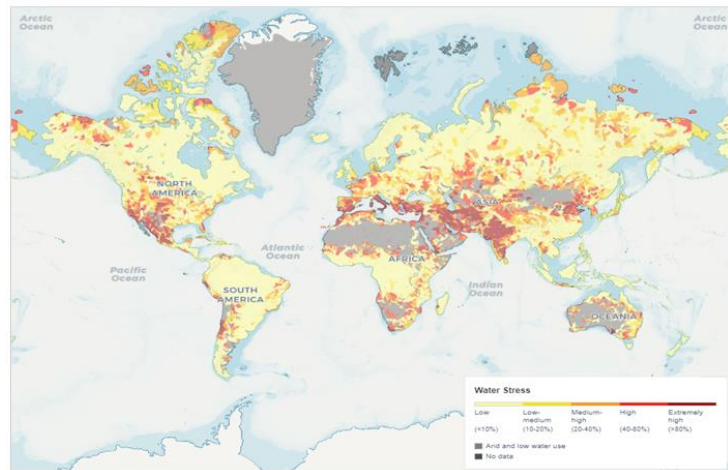 Arctic
Ocean
Arctic
Ocean
NORTH
AMERICA
ASIA
Atlantic
Ocean
Pacific
Ocean
AFRICA
Indian
Ocean
SOUTH
AMERICA
OCEANIA
Water Stress
Low Low-medium Medium-high High Extremely high
(<10%) (10-20%) (20-40%) (40-80%) (>80%)
Arid and low water use
No data